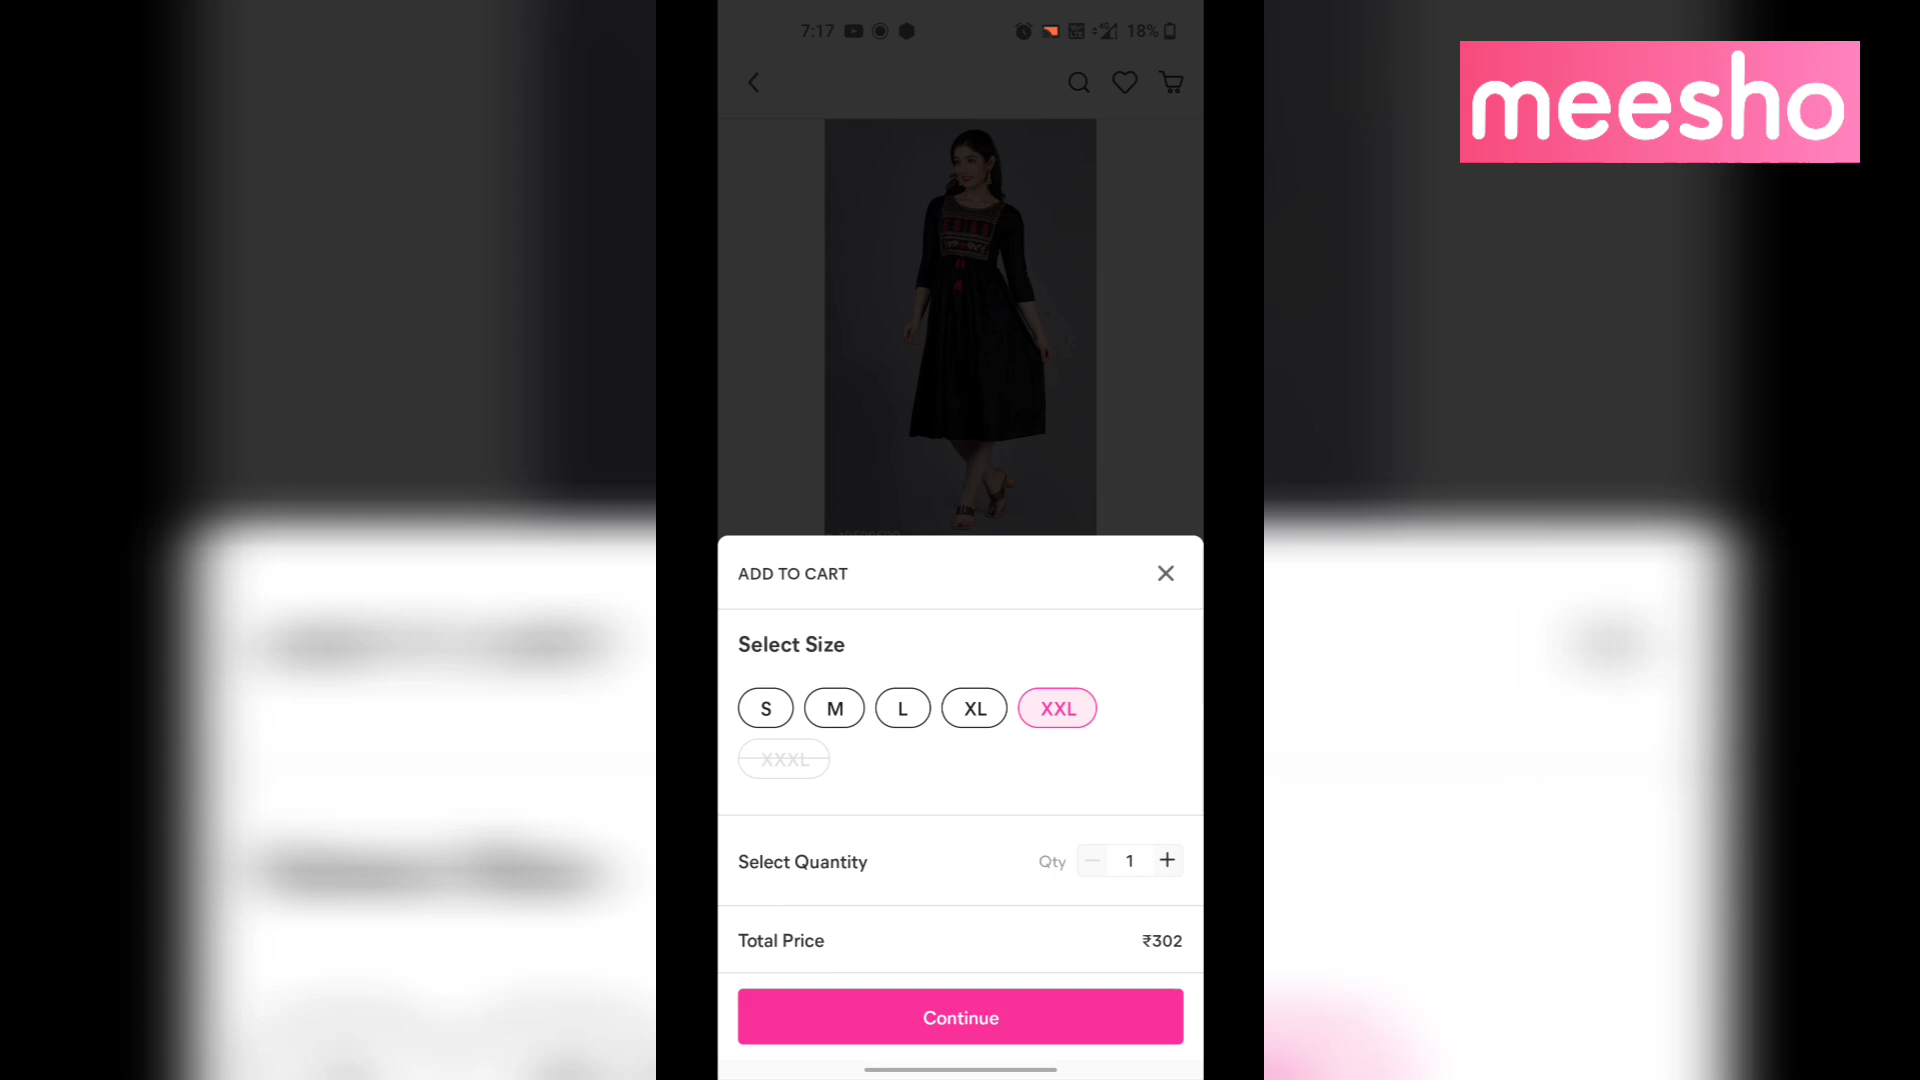 7:17
4G
18%
meesho
ADD TO CART
Select Size
S M L XL XXL
XXXL
Select Quantity Qty 1
Total Price ₹302
Continue